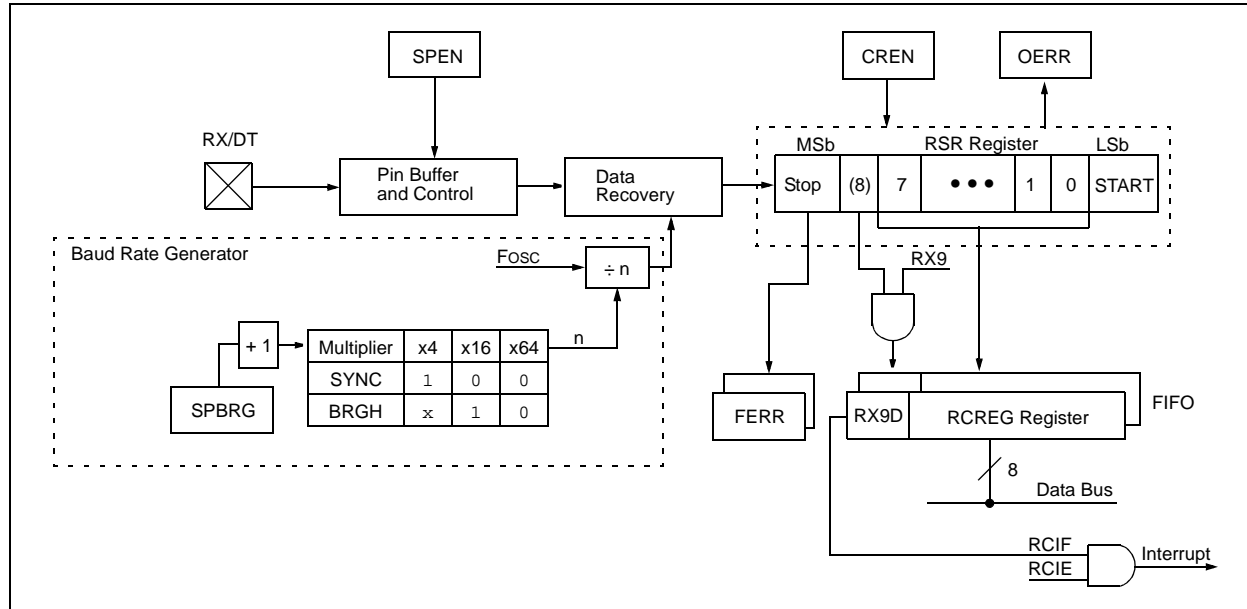 SPEN
CREN
OERR
RX/DT
MSb
RSR Register
LSb
Pin Buffer
and Control
Data
Recovery
Stop (8) 7 ••• 1 0 START
Baud Rate Generator
FOSC
÷ n
RX9
+ 1
Multiplier x4 x16 x64
n
SYNC 1 0 0
BRGH x 1 0
SPBRG
FERR
RX9D
RCREG Register
FIFO
8
Data Bus
RCIF
RCIE
Interrupt